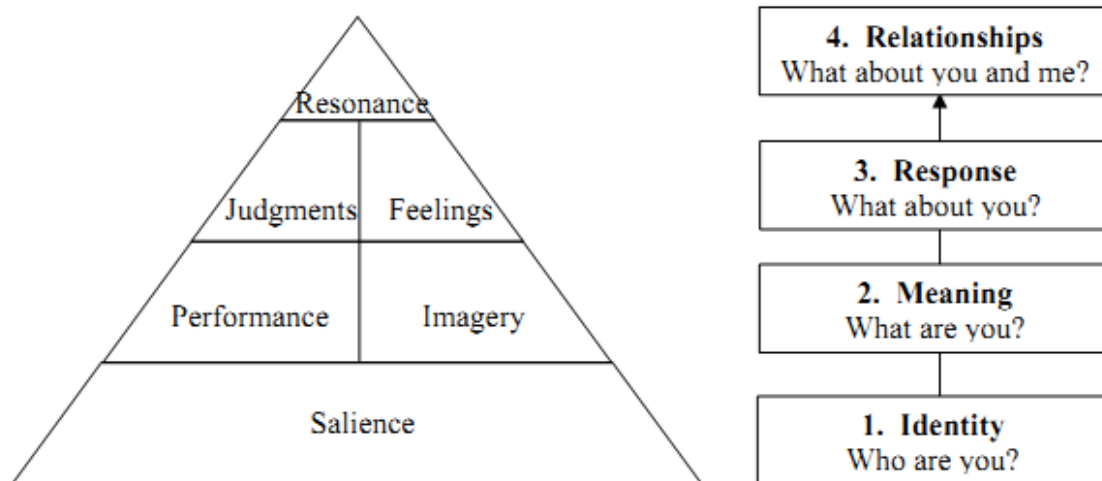 Resonance
Judgments
Feelings
Performance
Imagery
Salience
4. Relationships
What about you and me?
3. Response
What about you?
2. Meaning
What are you?
1. Identity
Who are you?